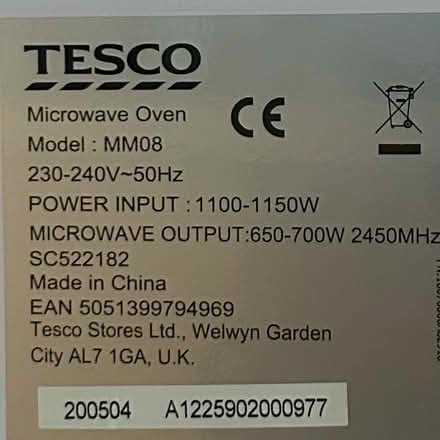 TESCO
Microwave Oven
Model : MM08
230-240V~50Hz
POWER INPUT : 1100-1150W
MICROWAVE OUTPUT:650-700W 2450MHz
SC522182
Made in China
EAN 5051399794969
Tesco Stores Ltd., Welwyn Garden
City AL7 1GA, U.K.
200504 A1225902000977
CE